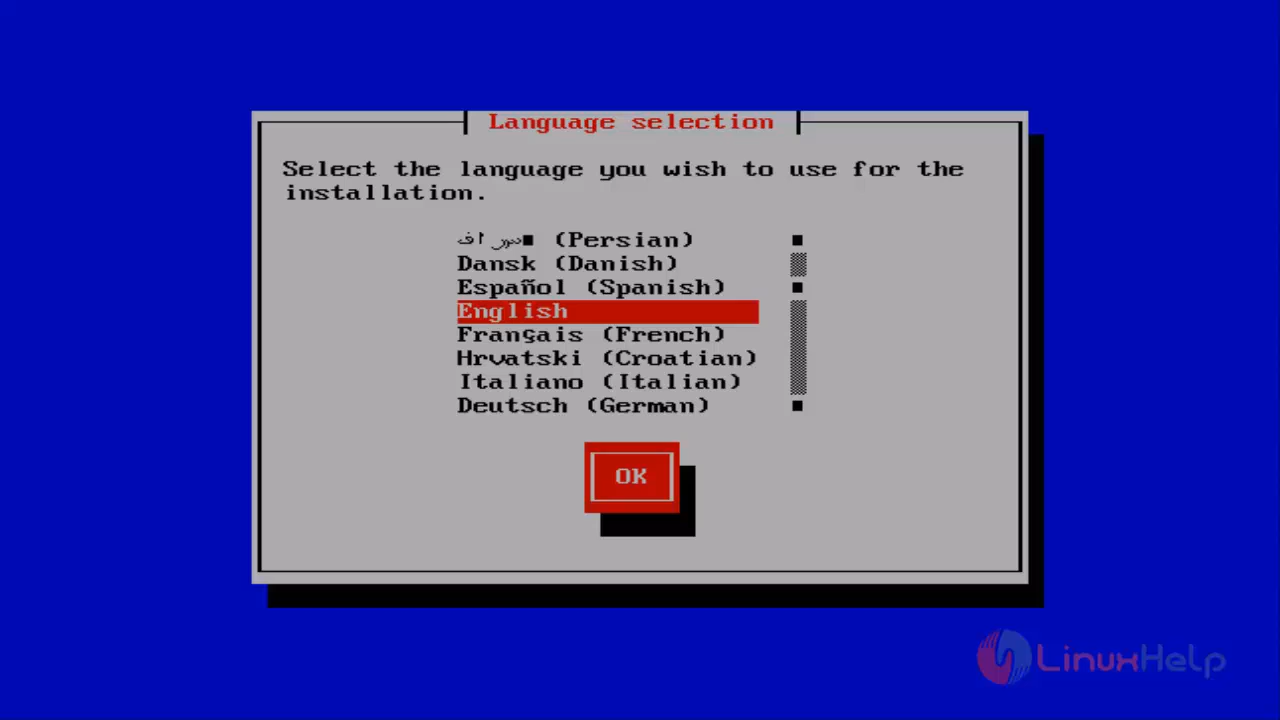 Language selection
Select the language you wish to use for the
installation.
(Persian)
Dansk (Danish)
Español (Spanish)
English
Français (French)
Hrvatski (Croatian)
Italiano (Italian)
Deutsch (German)
OK
LinuxHelp